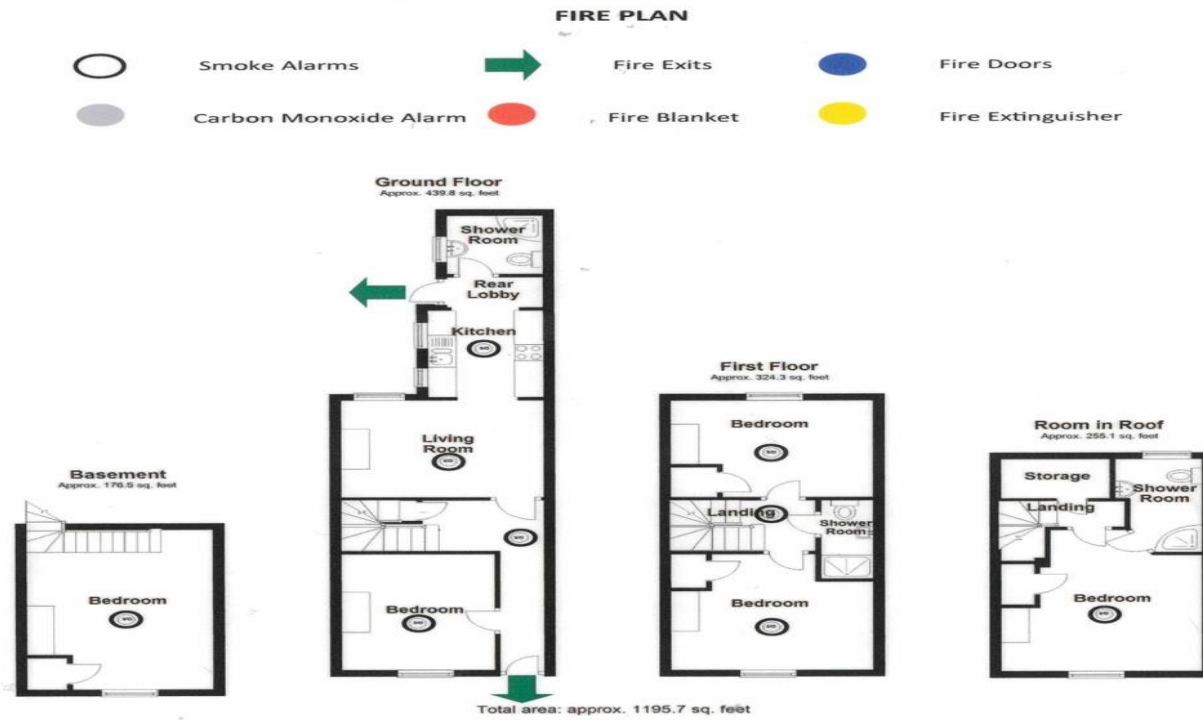 FIRE PLAN
Smoke Alarms
Fire Exits
Fire Doors
Carbon Monoxide Alarm
Fire Blanket
Fire Extinguisher
Ground Floor
Approx. 439.8 sq. feet
Shower
Room
Rear
Lobby
Kitchen
Living
Room
Bedroom
First Floor
Approx. 324.3 sq. feet
Bedroom
Landing
Shower
Room
Bedroom
Room in Roof
Approx. 255.1 sq. feet
Storage
Shower
Room
Landing
Bedroom
Basement
Approx. 176.5 sq. feet
Bedroom
Total area: approx. 1195.7 sq. feet